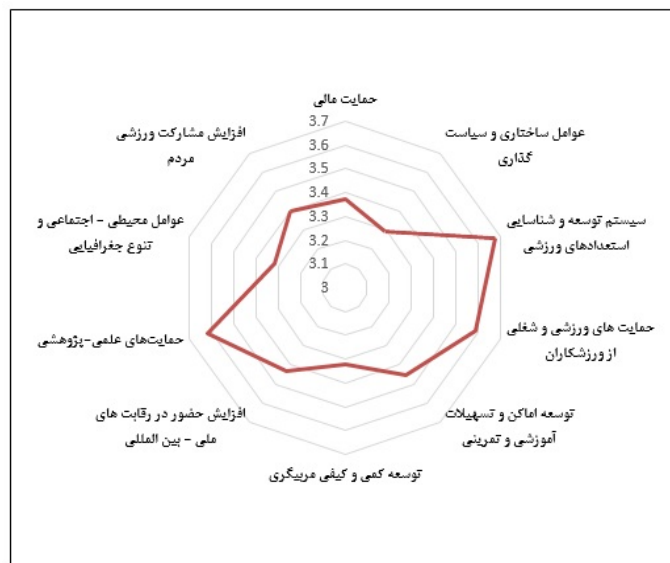 حمایت مالی
عوامل ساختاری و سیاست
گذاری
سیستم توسعه و شناسایی
استعدادهای ورزشی
حمایت های ورزشی و شغلی
از ورزشکاران
توسعه اماکن و تسهیلات
آموزشی و تمرینی
توسعه کمی و کیفی مربیگری
افزایش حضور در رقابت های
ملی - بین المللی
حمایت‌های علمی-پژوهشی
عوامل محیطی - اجتماعی و
تنوع جغرافیایی
افزایش مشارکت ورزشی
مردم
3.7
3.6
3.5
3.4
3.3
3.2
3.1
3